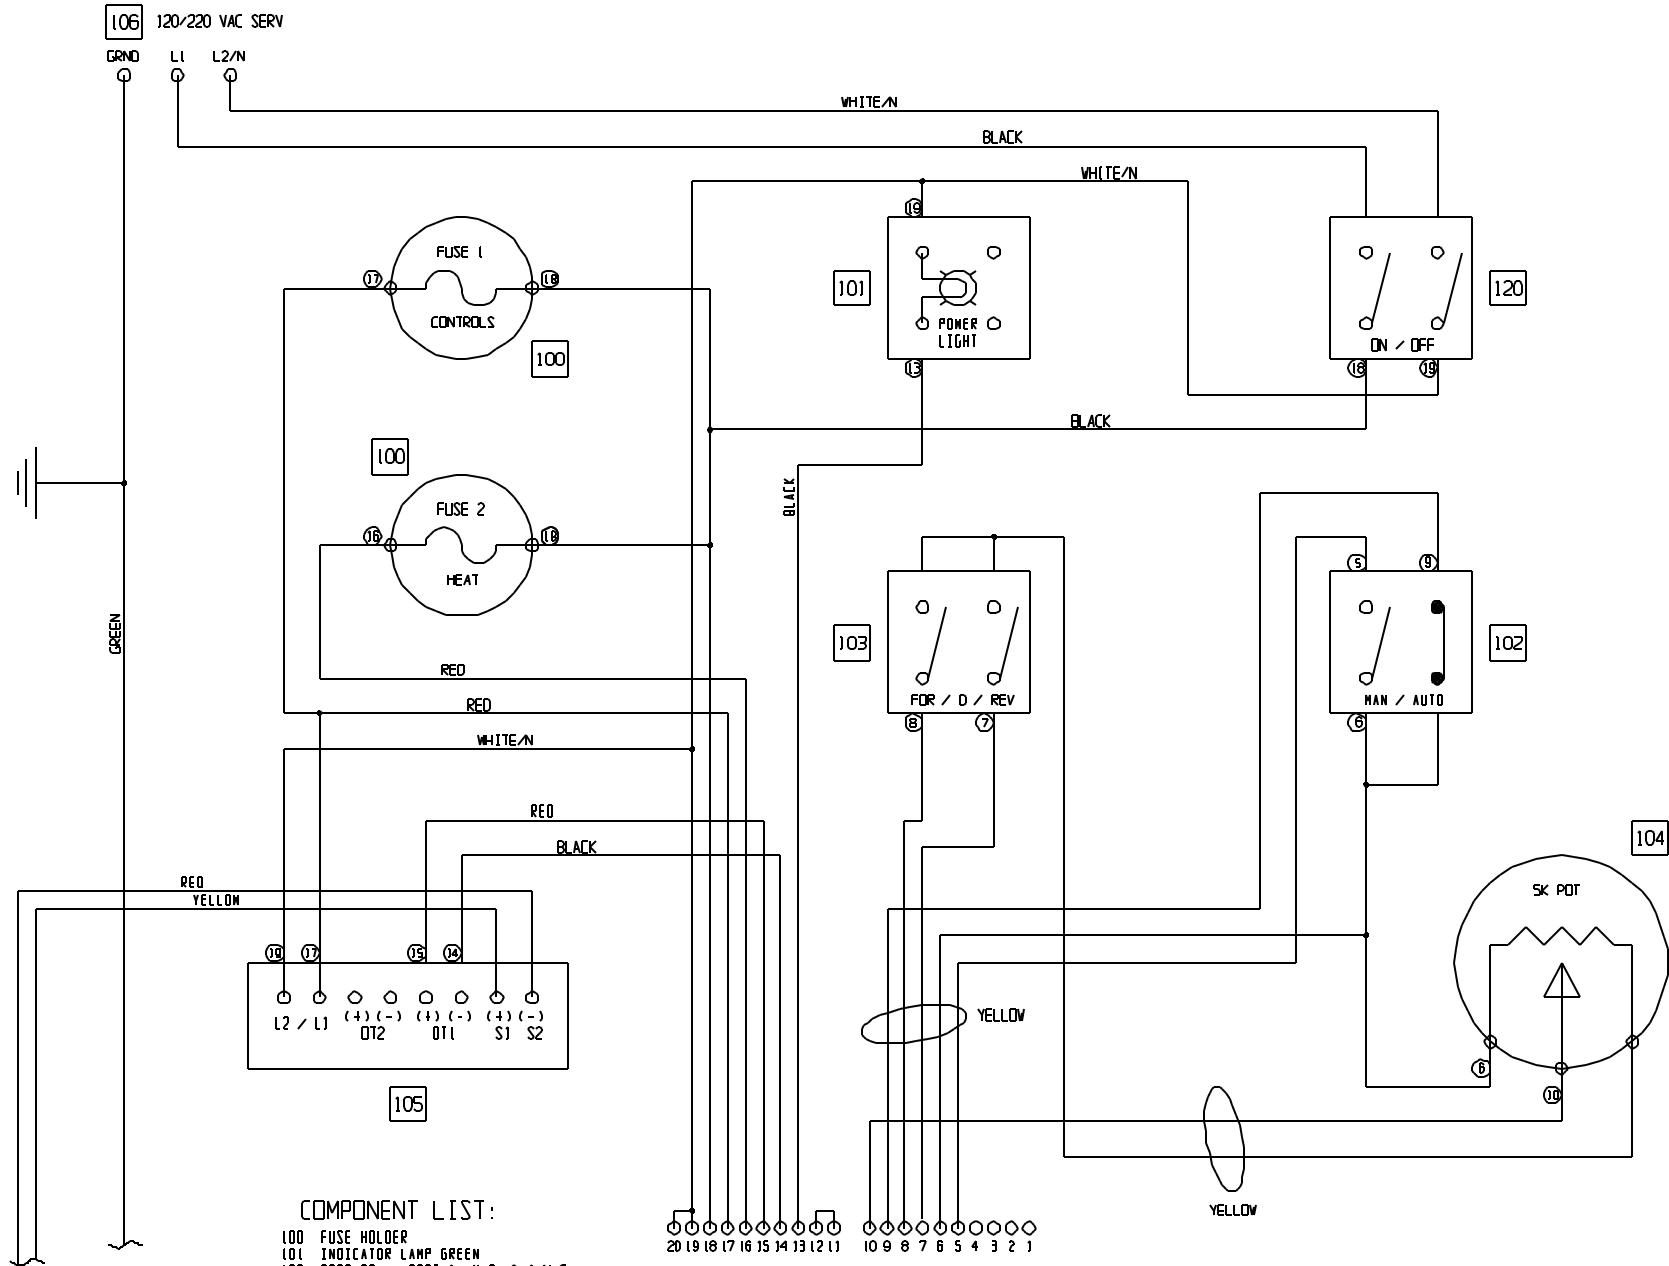 106 120/220 VAC SERV
GRND L1 L2/N
WHITE/N
BLACK
WHITE/N
19
FUSE 1
17 18
CONTROLS
100
101
POWER
LIGHT
13
120
ON / OFF
18 19
BLACK
100
FUSE 2
16 18
HEAT
BLACK
5 9
GREEN
103
FOR / D / REV
8 7
102
MAN / AUTO
6
RED
RED
WHITE/N
RED
BLACK
RED
YELLOW
104
SK POT
19 17 15 14
(+) (-) (+) (-) (+) (-)
L2 / L1 OT2 OT1 S1 S2
105
YELLOW
6
10
YELLOW
COMPONENT LIST:
100 FUSE HOLDER
101 INDICATOR LAMP GREEN
20 19 18 17 16 15 14 13 12 11 10 9 8 7 6 5 4 3 2 1